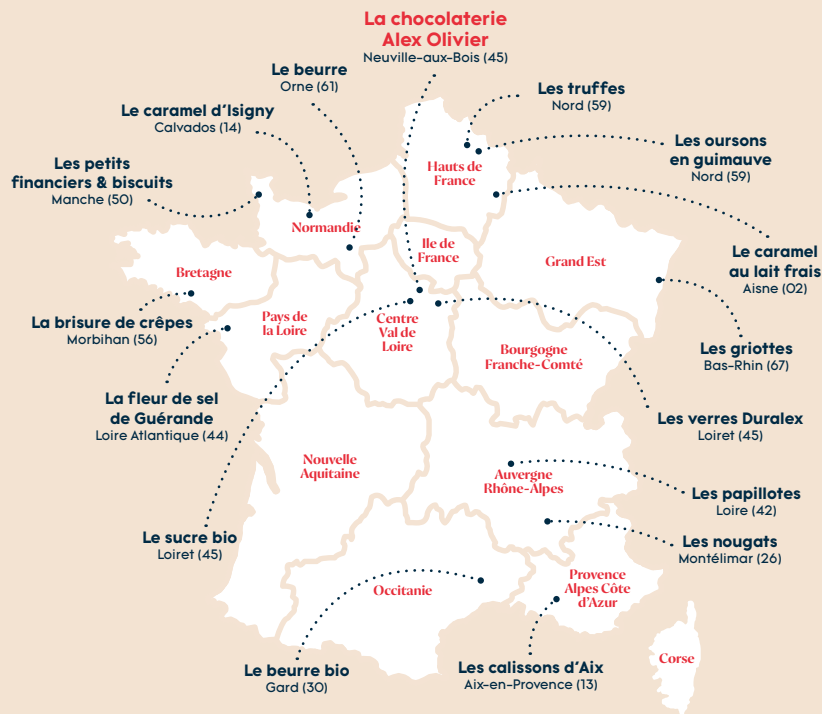 La chocolaterie
Alex Olivier
Neuville-aux-Bois (45)
Le beurre
Orne (61)
Les truffes
Nord (59)
Le caramel d'Isigny
Calvados (14)
Les oursons
en guimauve
Nord (59)
Les petits
financiers & biscuits
Manche (50)
Hauts de
France
Normandie
Ile de
France
Grand Est
Le caramel
au lait frais
Aisne (02)
Bretagne
La brisure de crêpes
Morbihan (56)
Pays de
la Loire
Centre
Val de
Loire
Bourgogne
Franche-Comté
Les griottes
Bas-Rhin (67)
La fleur de sel
de Guérande
Loire Atlantique (44)
Les verres Duralex
Loiret (45)
Nouvelle
Aquitaine
Auvergne
Rhône-Alpes
Les papillotes
Loire (42)
Le sucre bio
Loiret (45)
Les nougats
Montélimar (26)
Occitanie
Provence
Alpes Côte
d'Azur
Corse
Le beurre bio
Gard (30)
Les calissons d'Aix
Aix-en-Provence (13)